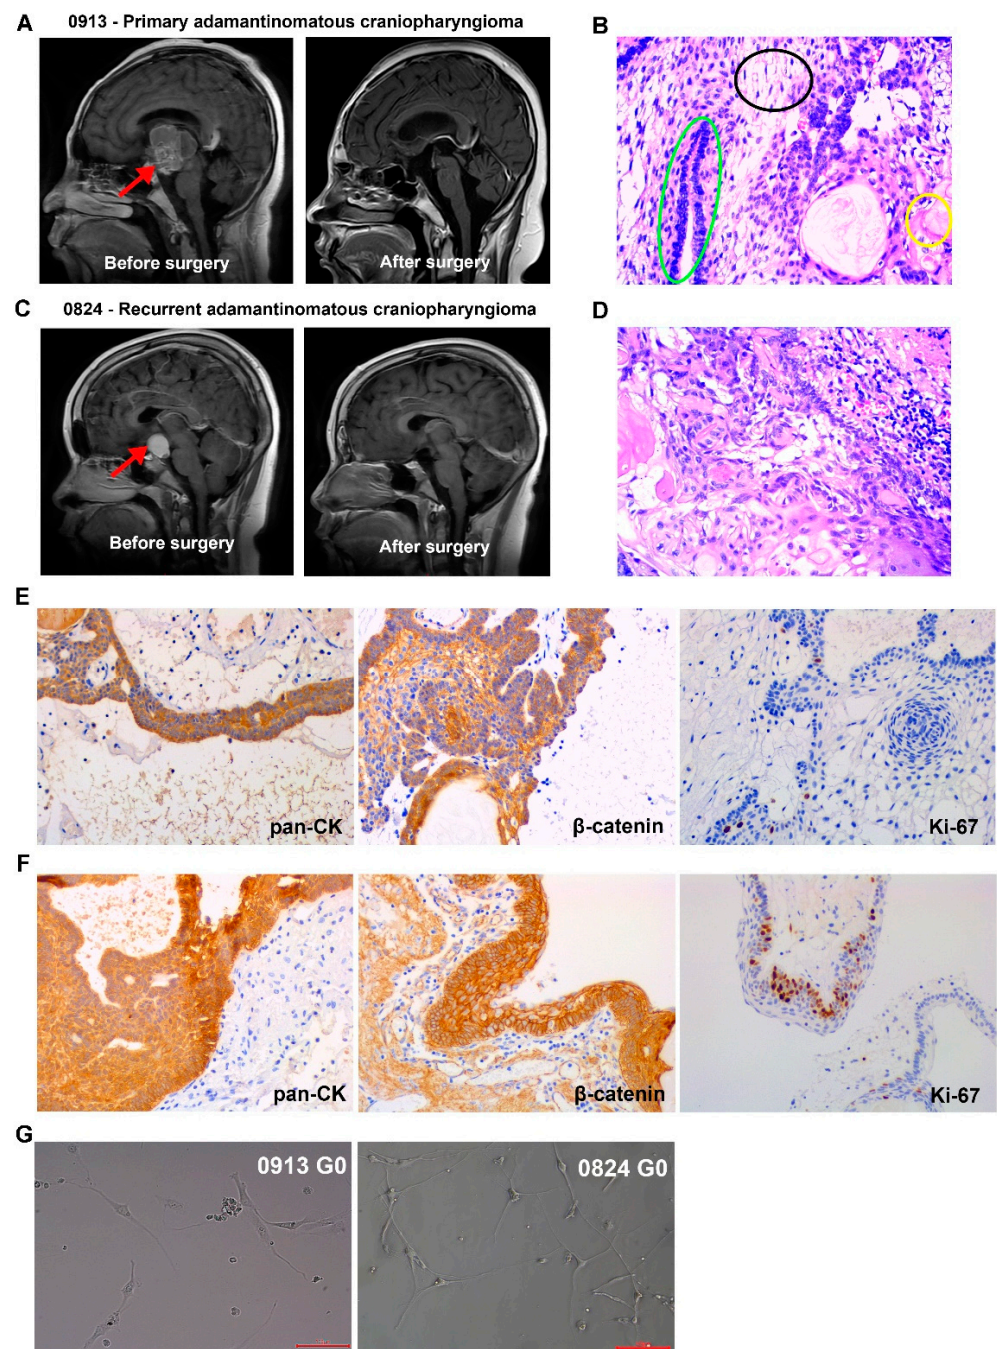 A
0913 - Primary adamantinomatous craniopharyngioma
Before surgery
After surgery
B
C
0824 - Recurrent adamantinomatous craniopharyngioma
Before surgery
After surgery
D
E
pan-CK
β-catenin
Ki-67
F
pan-CK
β-catenin
Ki-67
G
0913 G0
0824 G0